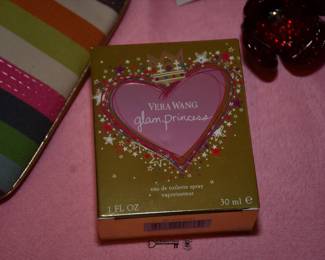 VERA WANG
glam princess
eau de toilette spray
vaporisateur
1 FL OZ 30 ml e